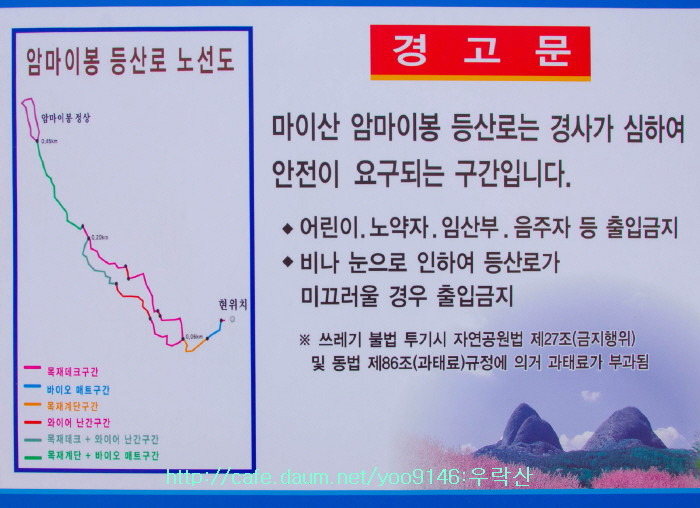 암마이봉 등산로 노선도
암마이봉 정상
0.45km
0.20km
현위치
0.06km
목재데크구간
바이오 매트구간
목재계단구간
와이어 난간구간
목재데크 + 와이어 난간구간
목재계단 + 바이오 매트구간
경고문
마이산 암마이봉 등산로는 경사가 심하여
안전이 요구되는 구간입니다.
◆ 어린이.노약자.임산부.음주자 등 출입금지
◆ 비나 눈으로 인하여 등산로가
미끄러울 경우 출입금지
※ 쓰레기 불법 투기시 자연공원법 제27조(금지행위)
및 동법 제86조(과태료)규정에 의거 과태료가 부과됨
http://cafe.daum.net/yoo9146:우락산